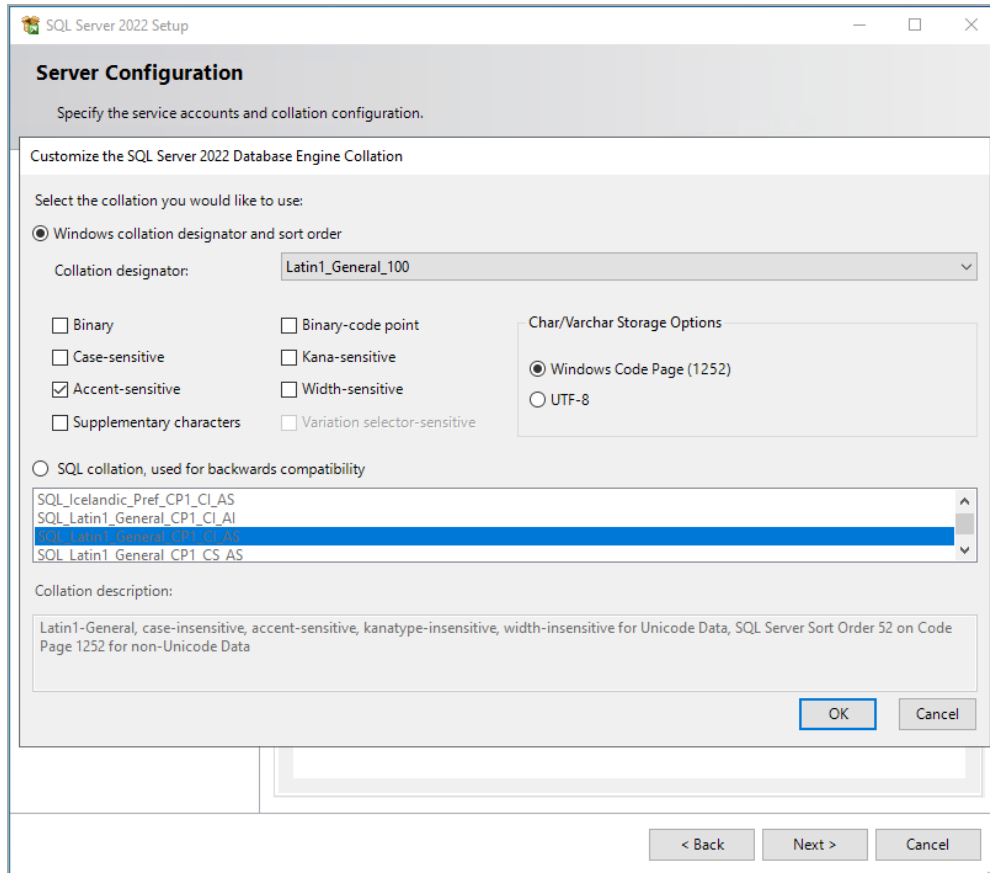 SQL Server 2022 Setup
Server Configuration
Specify the service accounts and collation configuration.
Customize the SQL Server 2022 Database Engine Collation
Select the collation you would like to use:
Windows collation designator and sort order
Collation designator:
Latin1_General_100
Binary
Binary-code point
Char/Varchar Storage Options
Case-sensitive
Kana-sensitive
Windows Code Page (1252)
Accent-sensitive
Width-sensitive
UTF-8
Supplementary characters
Variation selector-sensitive
SQL collation, used for backwards compatibility
SQL_Icelandic_Pref_CP1_CI_AS
SQL_Latin1_General_CP1_CI_AI
SQL_Latin1_General_CP1_CI_AS
SQL_Latin1_General_CP1_CS_AS
Collation description:
Latin1-General, case-insensitive, accent-sensitive, kanatype-insensitive, width-insensitive for Unicode Data, SQL Server Sort Order 52 on Code
Page 1252 for non-Unicode Data
OK
Cancel
< Back
Next >
Cancel